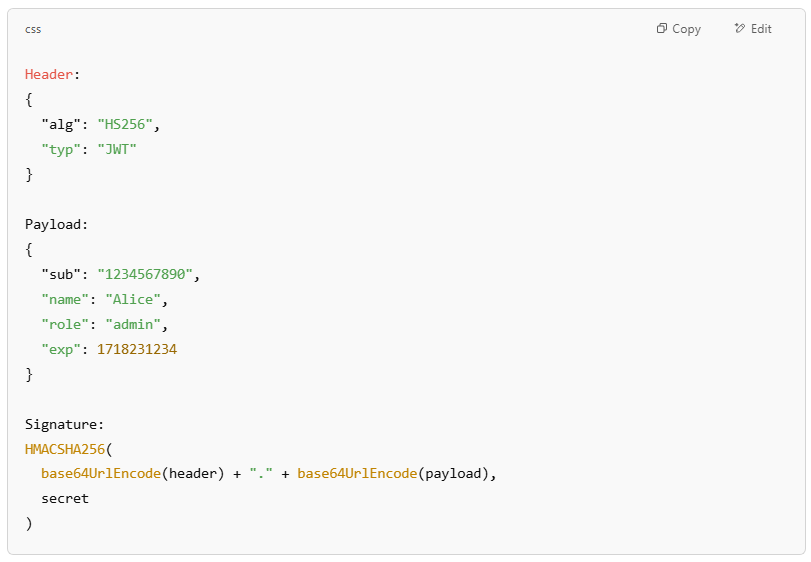 css
Copy
Edit
Header:
{
  "alg": "HS256",
  "typ": "JWT"
}
Payload:
{
  "sub": "1234567890",
  "name": "Alice",
  "role": "admin",
  "exp": 1718231234
}
Signature:
HMACSHA256(
  base64UrlEncode(header) + "." + base64UrlEncode(payload),
  secret
)